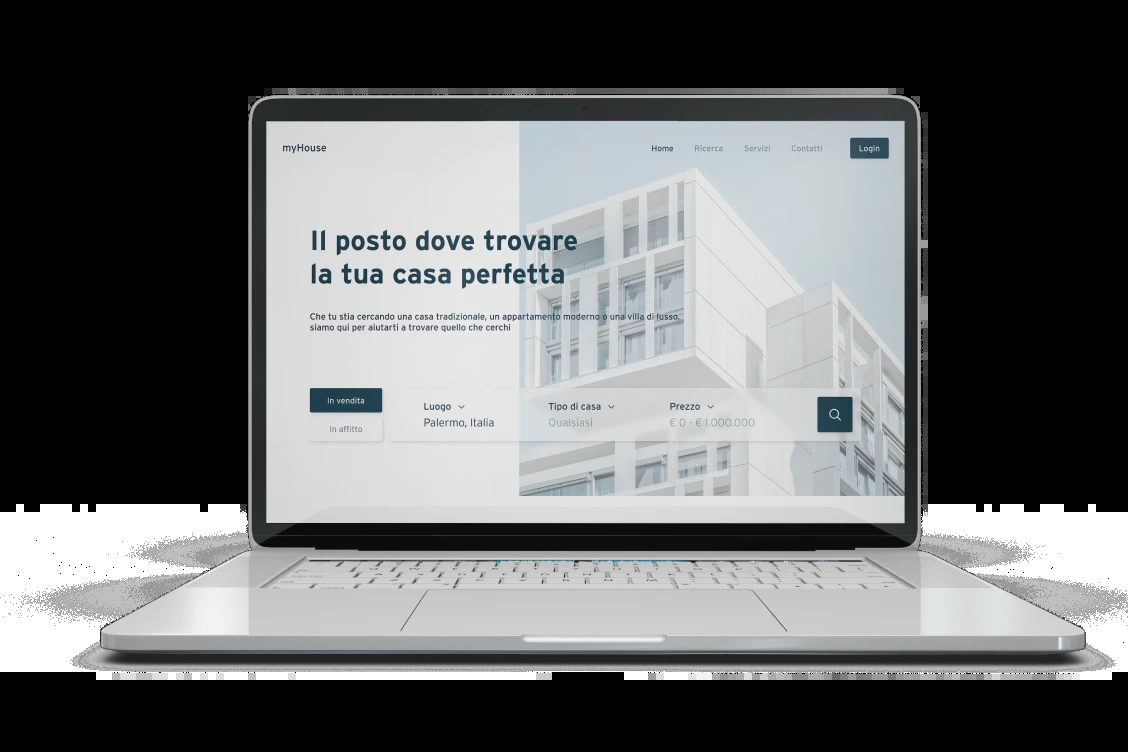 myHouse
Home Ricerca Servizi Contatti Login
Il posto dove trovare
la tua casa perfetta
Che tu stia cercando una casa tradizionale, un appartamento moderno o una villa di lusso,
siamo qui per aiutarti a trovare quello che cerchi
In vendita
In affitto
Luogo
Palermo, Italia
Tipo di casa
Qualsiasi
Prezzo
€ 0 - € 1.000.000